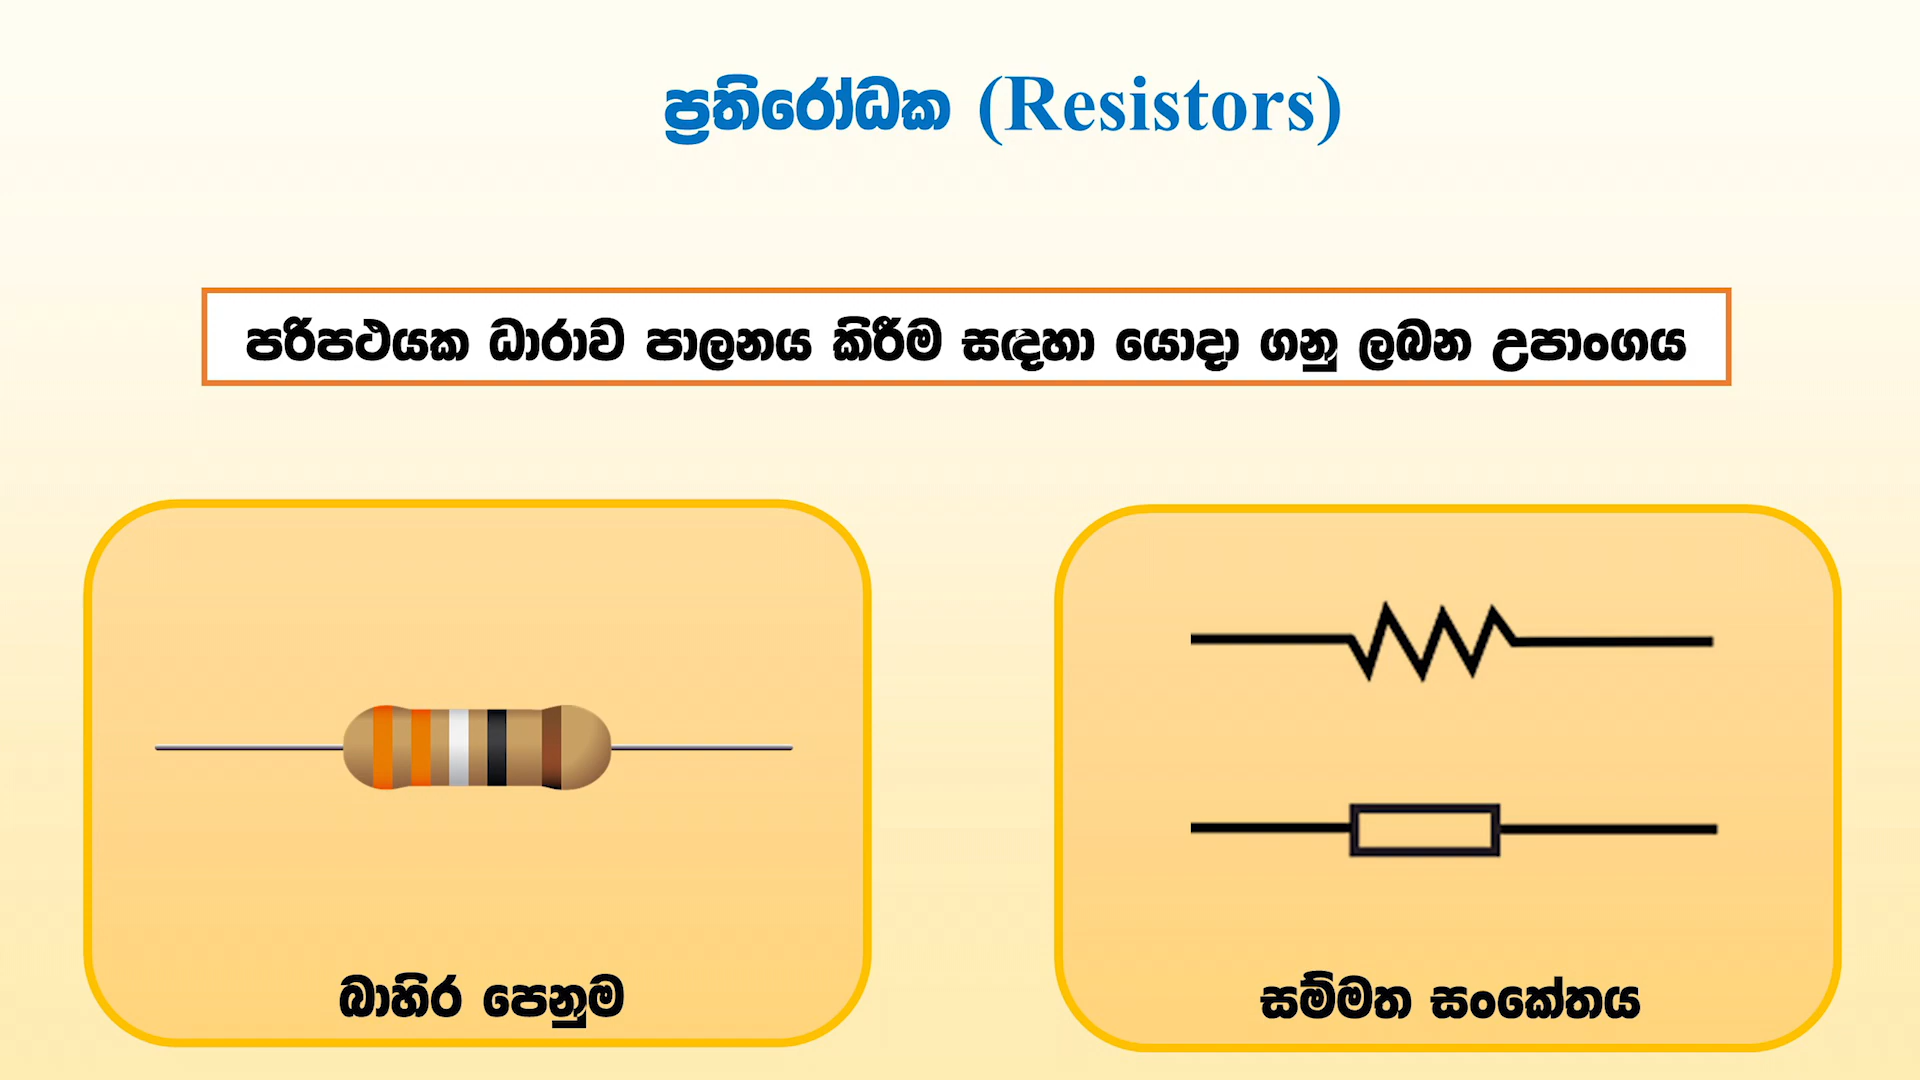 ප්‍රතිරෝධක (Resistors)
පරිපථයක ධාරාව පාලනය කිරීම සඳහා යොදා ගනු ලබන උපාංගය
බාහිර පෙනුම
සම්මත සංකේතය